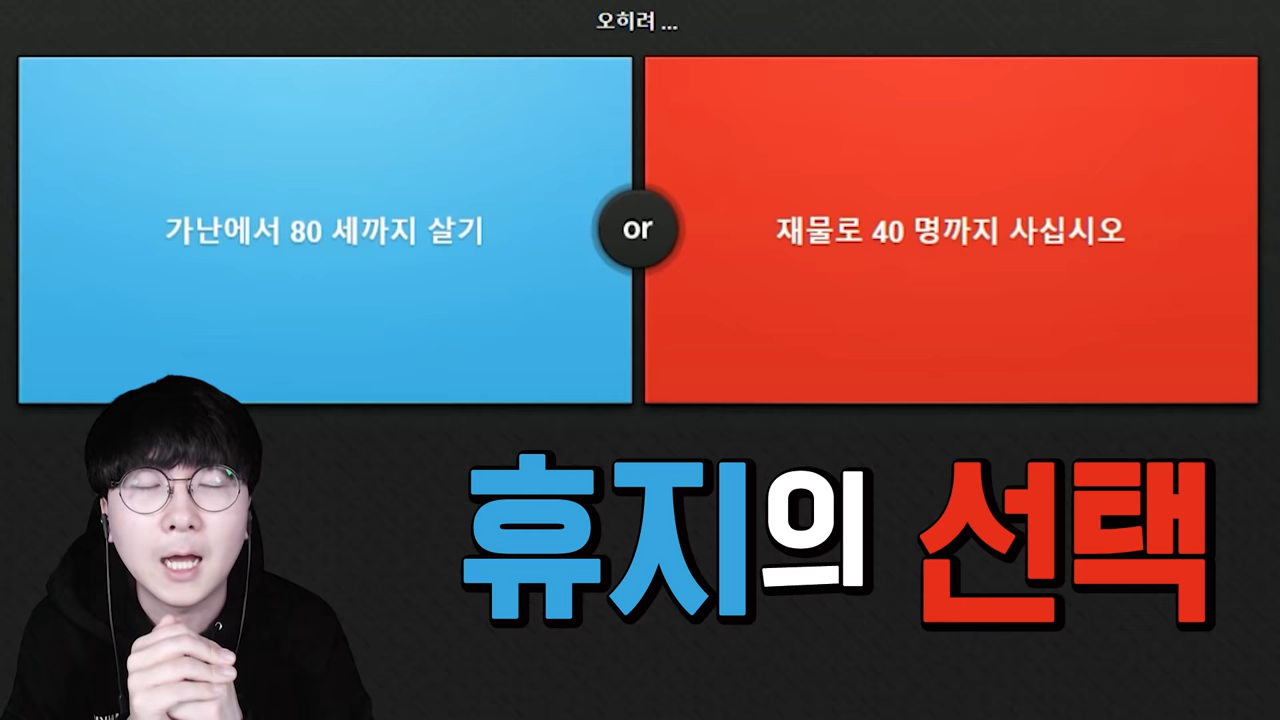 오히려 ...
가난에서 80 세까지 살기
or
재물로 40 명까지 사십시오
휴지의 선택